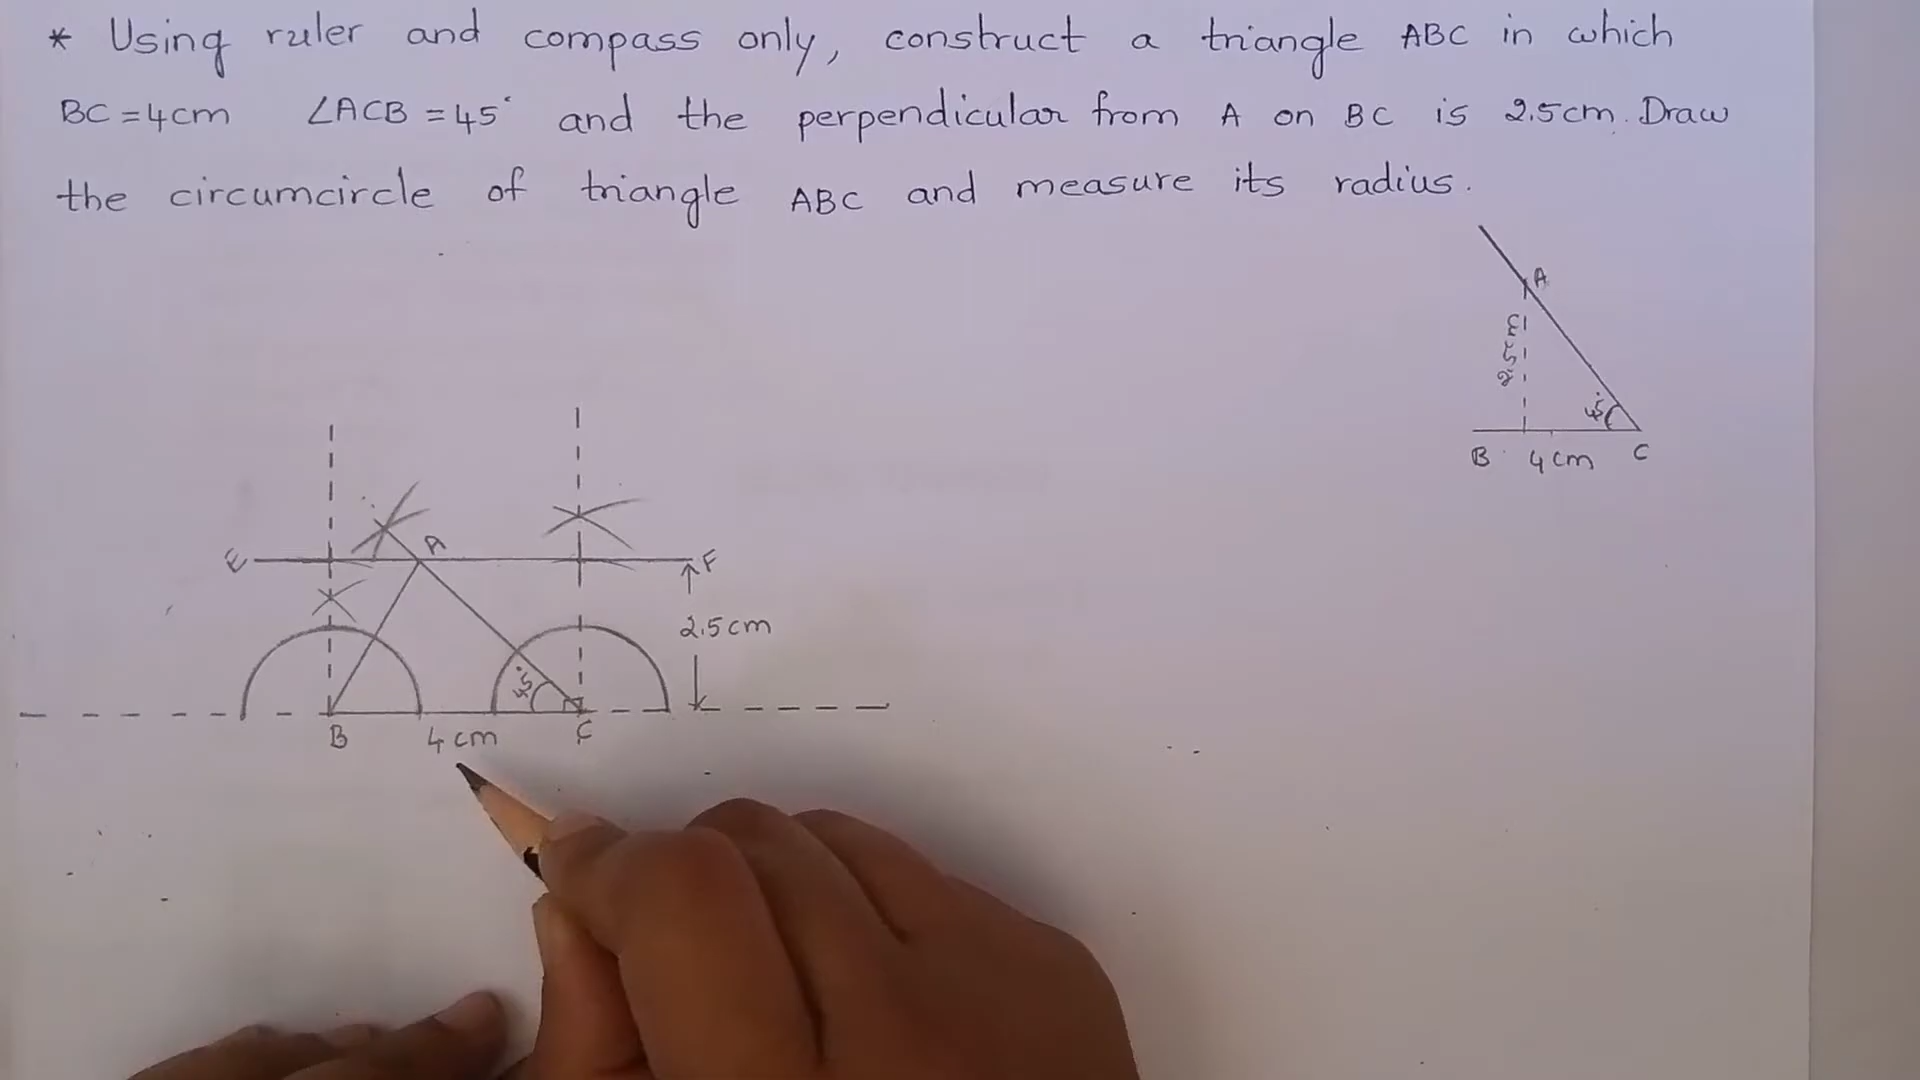 * Using ruler and compass only, construct a triangle ABC in which
BC = 4cm ∠ACB = 45° and the perpendicular from A on BC is 2.5cm. Draw
the circumcircle of triangle ABC and measure its radius.
A
2.5
45°
B 4cm C
E A F
2.5cm
45°
B 4cm C